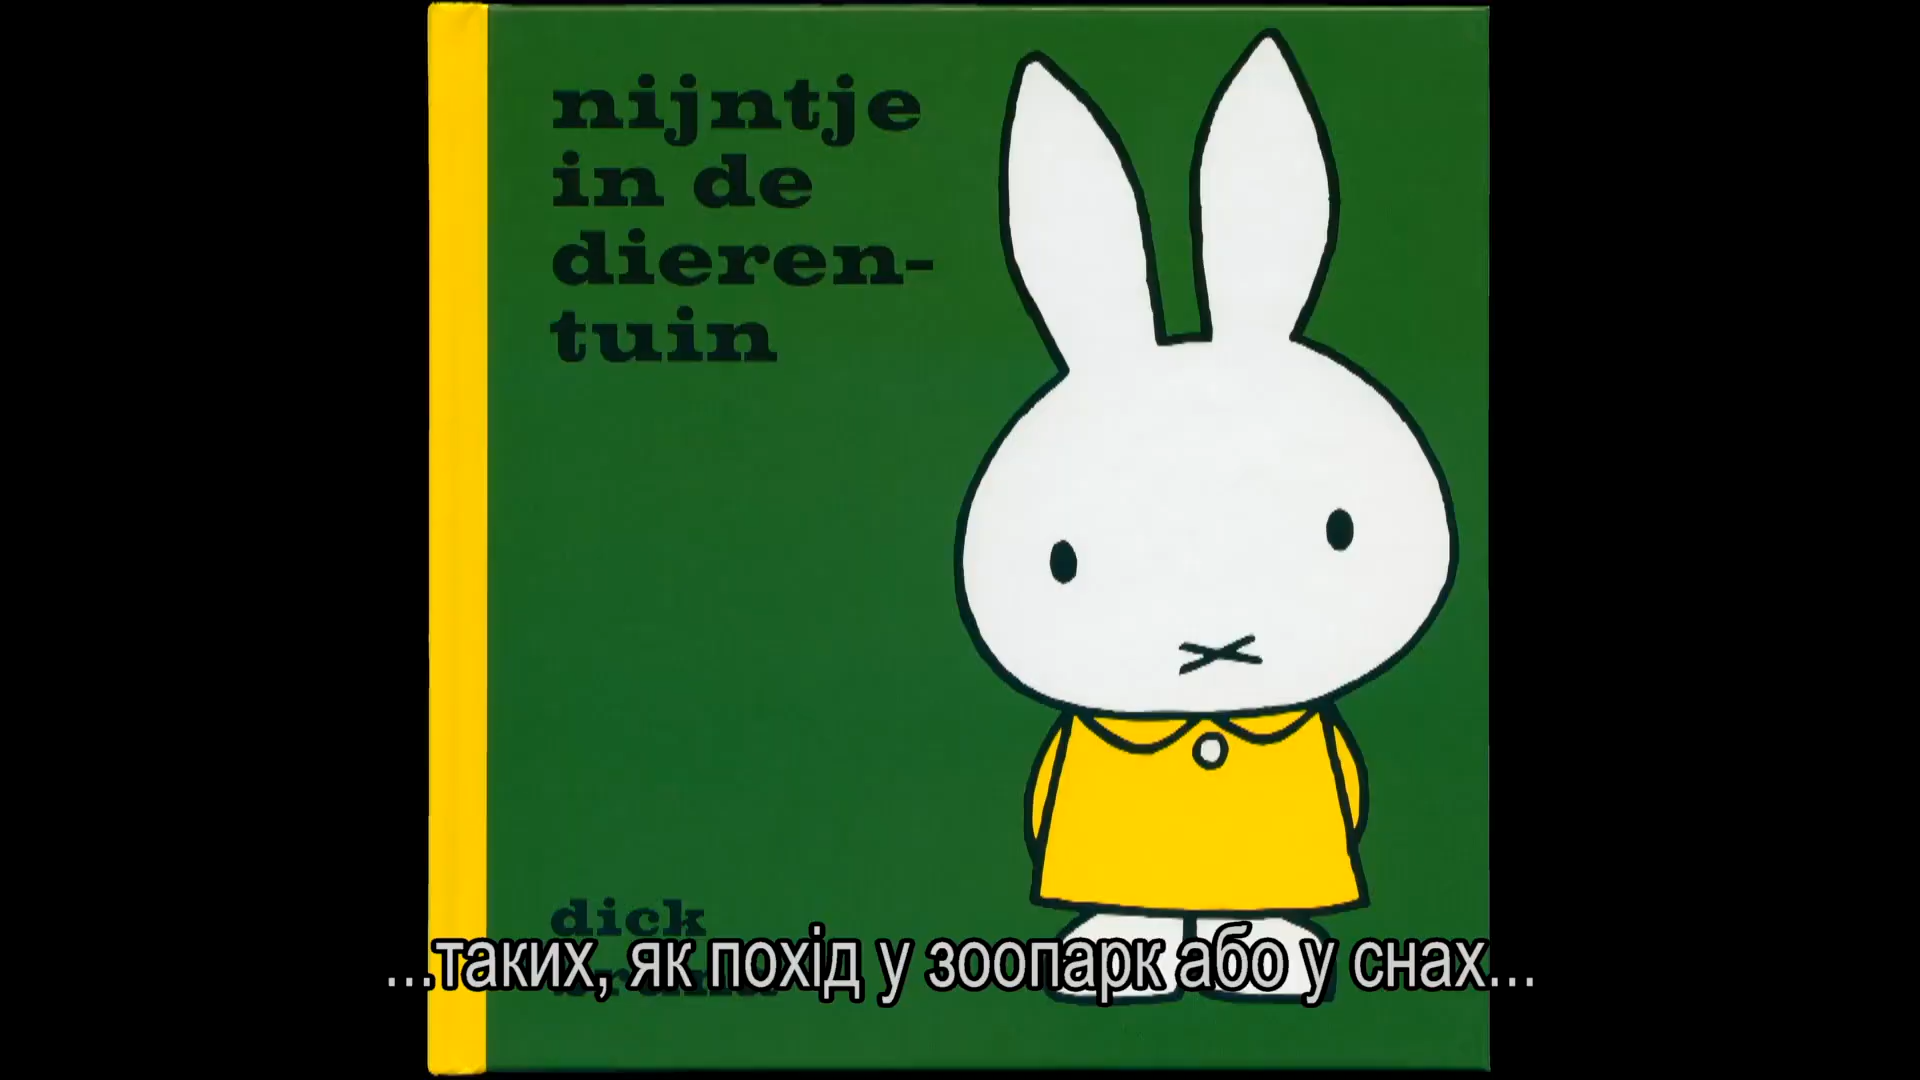 nijntje
in de
dieren-
tuin
dick
...таких, як похід у зоопарк або у снах...